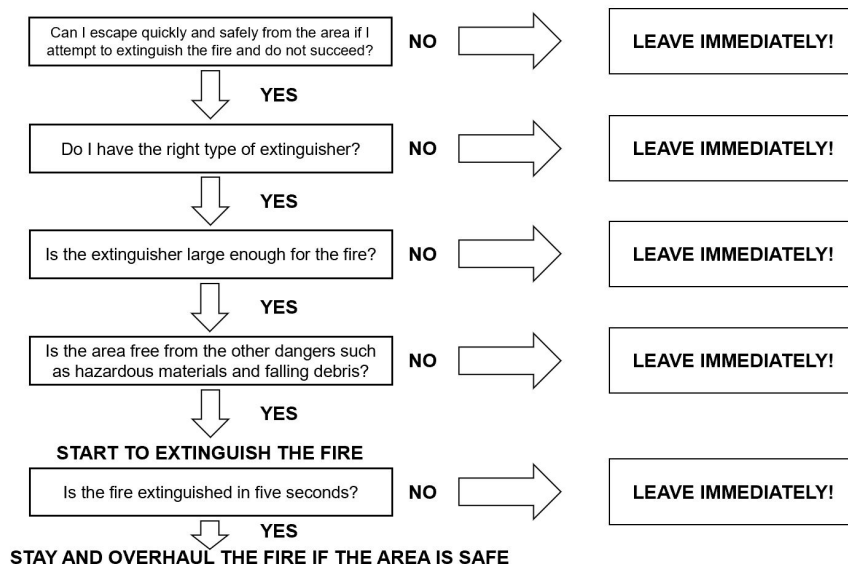 Can I escape quickly and safely from the area if I
attempt to extinguish the fire and do not succeed?
NO
LEAVE IMMEDIATELY!
YES
Do I have the right type of extinguisher?
NO
LEAVE IMMEDIATELY!
YES
Is the extinguisher large enough for the fire?
NO
LEAVE IMMEDIATELY!
YES
Is the area free from the other dangers such
as hazardous materials and falling debris?
NO
LEAVE IMMEDIATELY!
YES
START TO EXTINGUISH THE FIRE
Is the fire extinguished in five seconds?
NO
LEAVE IMMEDIATELY!
YES
STAY AND OVERHAUL THE FIRE IF THE AREA IS SAFE